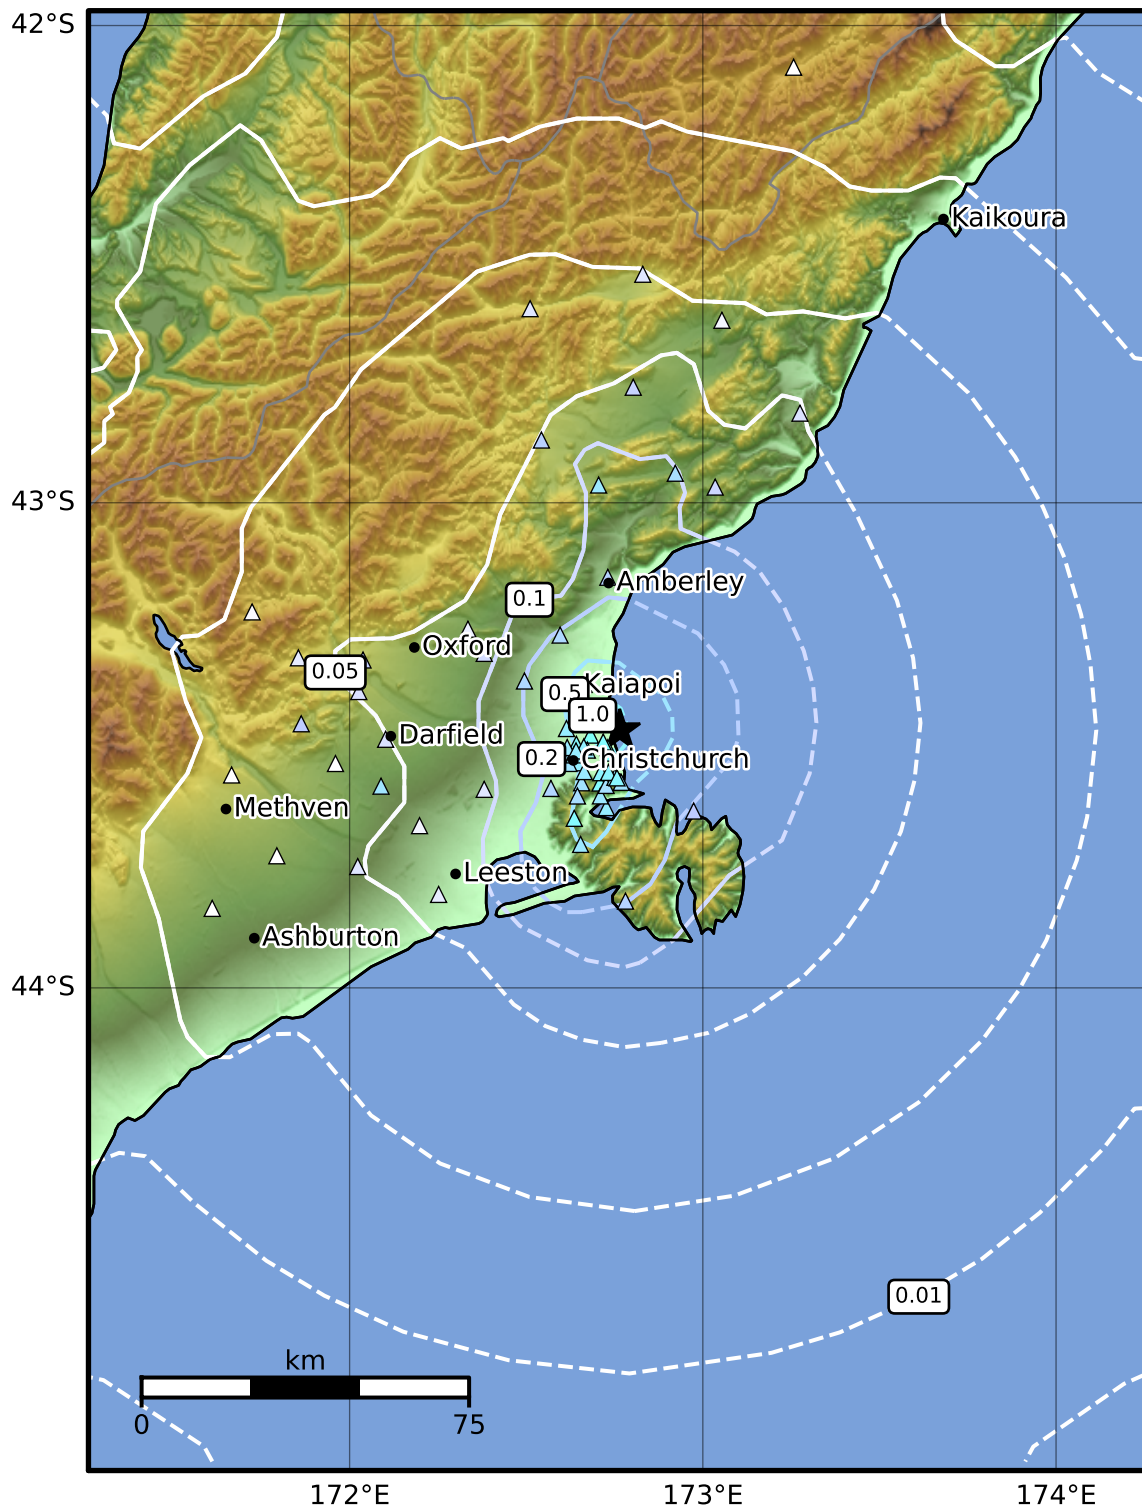 42°S
Kaikoura
43°S
Amberley
0.1
Oxford
0.05
Kaiapoi
0.5
1.0
Darfield
Christchurch
0.2
Methven
Leeston
Ashburton
44°S
0.01
km
0 75
172°E 173°E 174°E